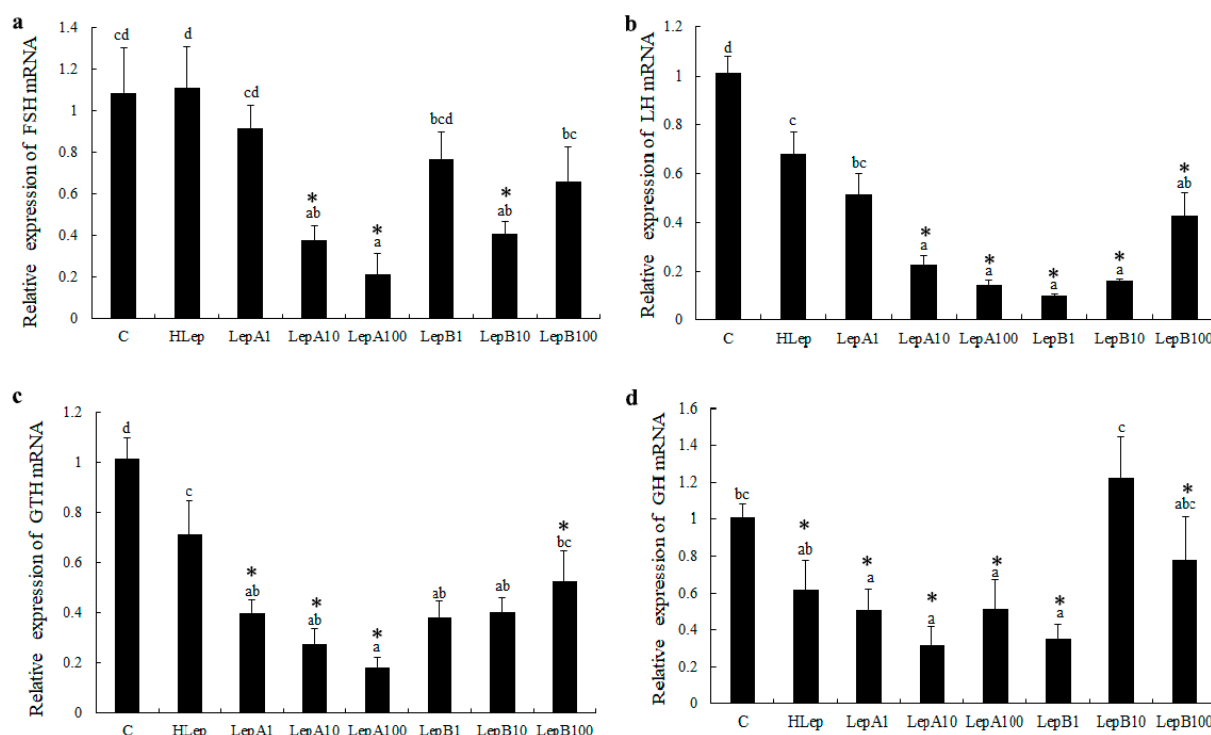 a
Relative expression of FSH mRNA
1.4
1.2
1
0.8
0.6
0.4
0.2
0
cd
d
cd
*
ab
*
a
bcd
*
ab
bc
C HLep LepA1 LepA10 LepA100 LepB1 LepB10 LepB100
b
Relative expression of LH mRNA
1.2
1
0.8
0.6
0.4
0.2
0
d
c
bc
*
a
*
a
*
a
*
a
*
ab
C HLep LepA1 LepA10 LepA100 LepB1 LepB10 LepB100
c
Relative expression of GTH mRNA
1.2
1
0.8
0.6
0.4
0.2
0
d
c
*
ab
*
ab
*
a
ab
ab
*
bc
C HLep LepA1 LepA10 LepA100 LepB1 LepB10 LepB100
d
Relative expression of GH mRNA
1.6
1.4
1.2
1
0.8
0.6
0.4
0.2
0
bc
*
ab
*
a
*
a
*
a
*
a
c
*
abc
C HLep LepA1 LepA10 LepA100 LepB1 LepB10 LepB100